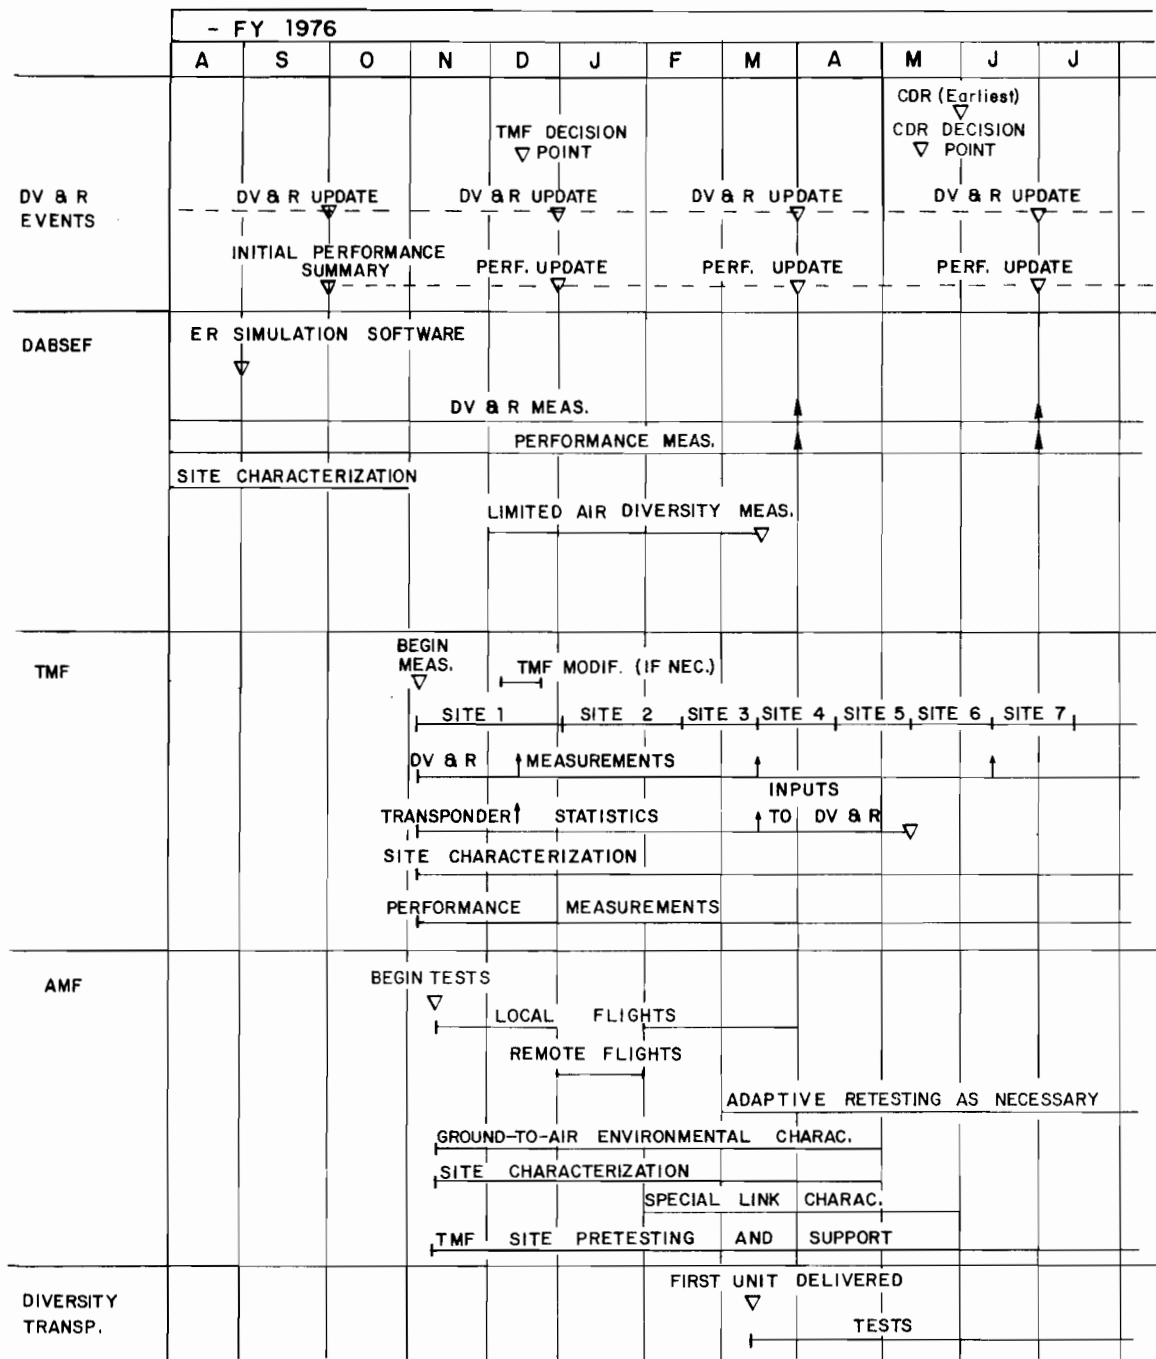 - FY 1976
A S O N D J F M A M J J
CDR (Earliest)
TMF DECISION
POINT
CDR DECISION
POINT
DV & R
EVENTS
DV & R UPDATE DV & R UPDATE DV & R UPDATE DV & R UPDATE
INITIAL PERFORMANCE
SUMMARY
PERF. UPDATE PERF. UPDATE PERF. UPDATE
DABSEF
ER SIMULATION SOFTWARE
DV & R MEAS.
PERFORMANCE MEAS.
SITE CHARACTERIZATION
LIMITED AIR DIVERSITY MEAS.
TMF
BEGIN
MEAS.
TMF MODIF. (IF NEC.)
SITE 1 SITE 2 SITE 3 SITE 4 SITE 5 SITE 6 SITE 7
DV & R MEASUREMENTS
INPUTS
TO DV & R
TRANSPONDER STATISTICS
SITE CHARACTERIZATION
PERFORMANCE MEASUREMENTS
AMF
BEGIN TESTS
LOCAL FLIGHTS
REMOTE FLIGHTS
ADAPTIVE RETESTING AS NECESSARY
GROUND-TO-AIR ENVIRONMENTAL CHARAC.
SITE CHARACTERIZATION
SPECIAL LINK CHARAC.
TMF SITE PRETESTING AND SUPPORT
DIVERSITY
TRANSP.
FIRST UNIT DELIVERED
TESTS